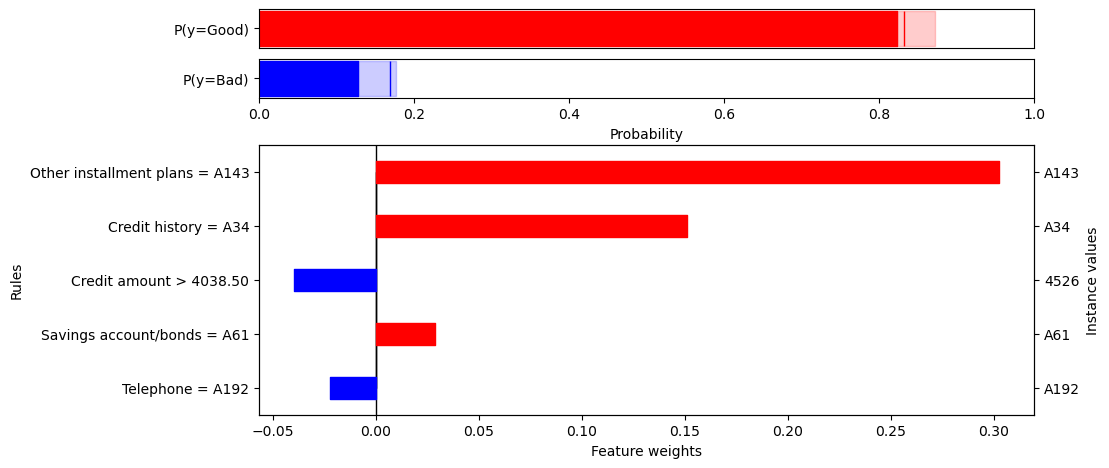 P(y=Good)
P(y=Bad)
0.0 0.2 0.4 0.6 0.8 1.0
Probability
Other installment plans = A143 A143
Credit history = A34 A34
Credit amount > 4038.50 4526
Savings account/bonds = A61 A61
Telephone = A192 A192
Rules
Instance values
−0.05 0.00 0.05 0.10 0.15 0.20 0.25 0.30
Feature weights